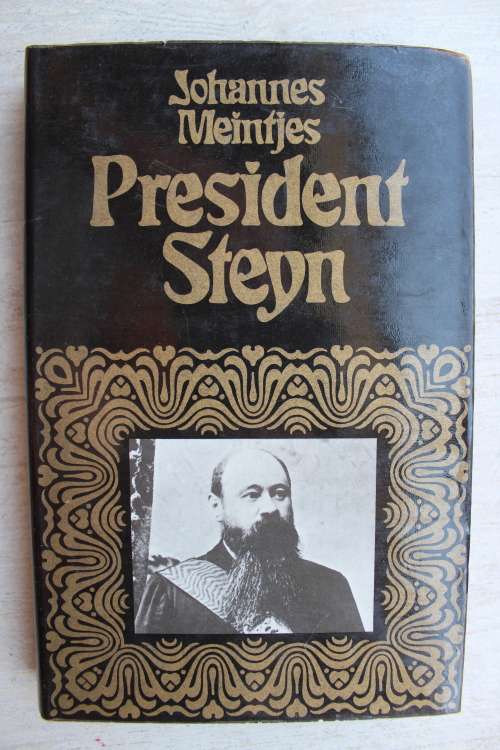 Johannes
Meintjes
President
Steyn